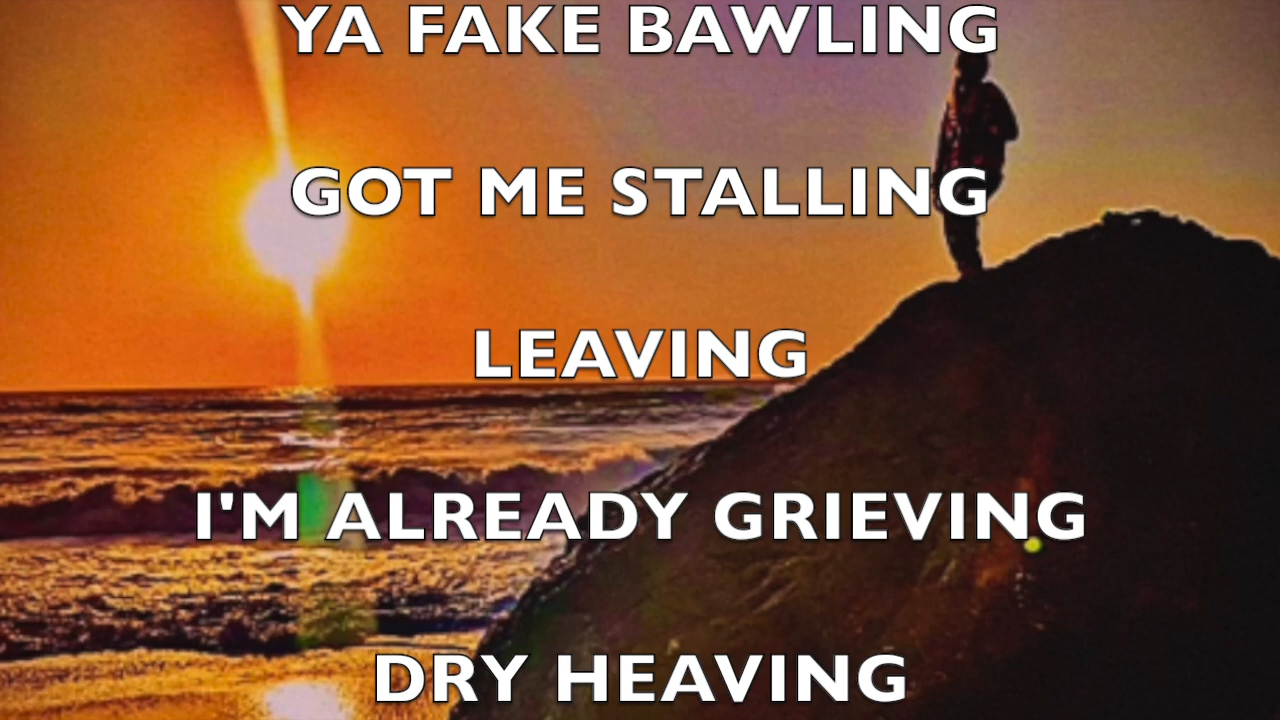 YA FAKE BAWLING
GOT ME STALLING
LEAVING
I'M ALREADY GRIEVING
DRY HEAVING